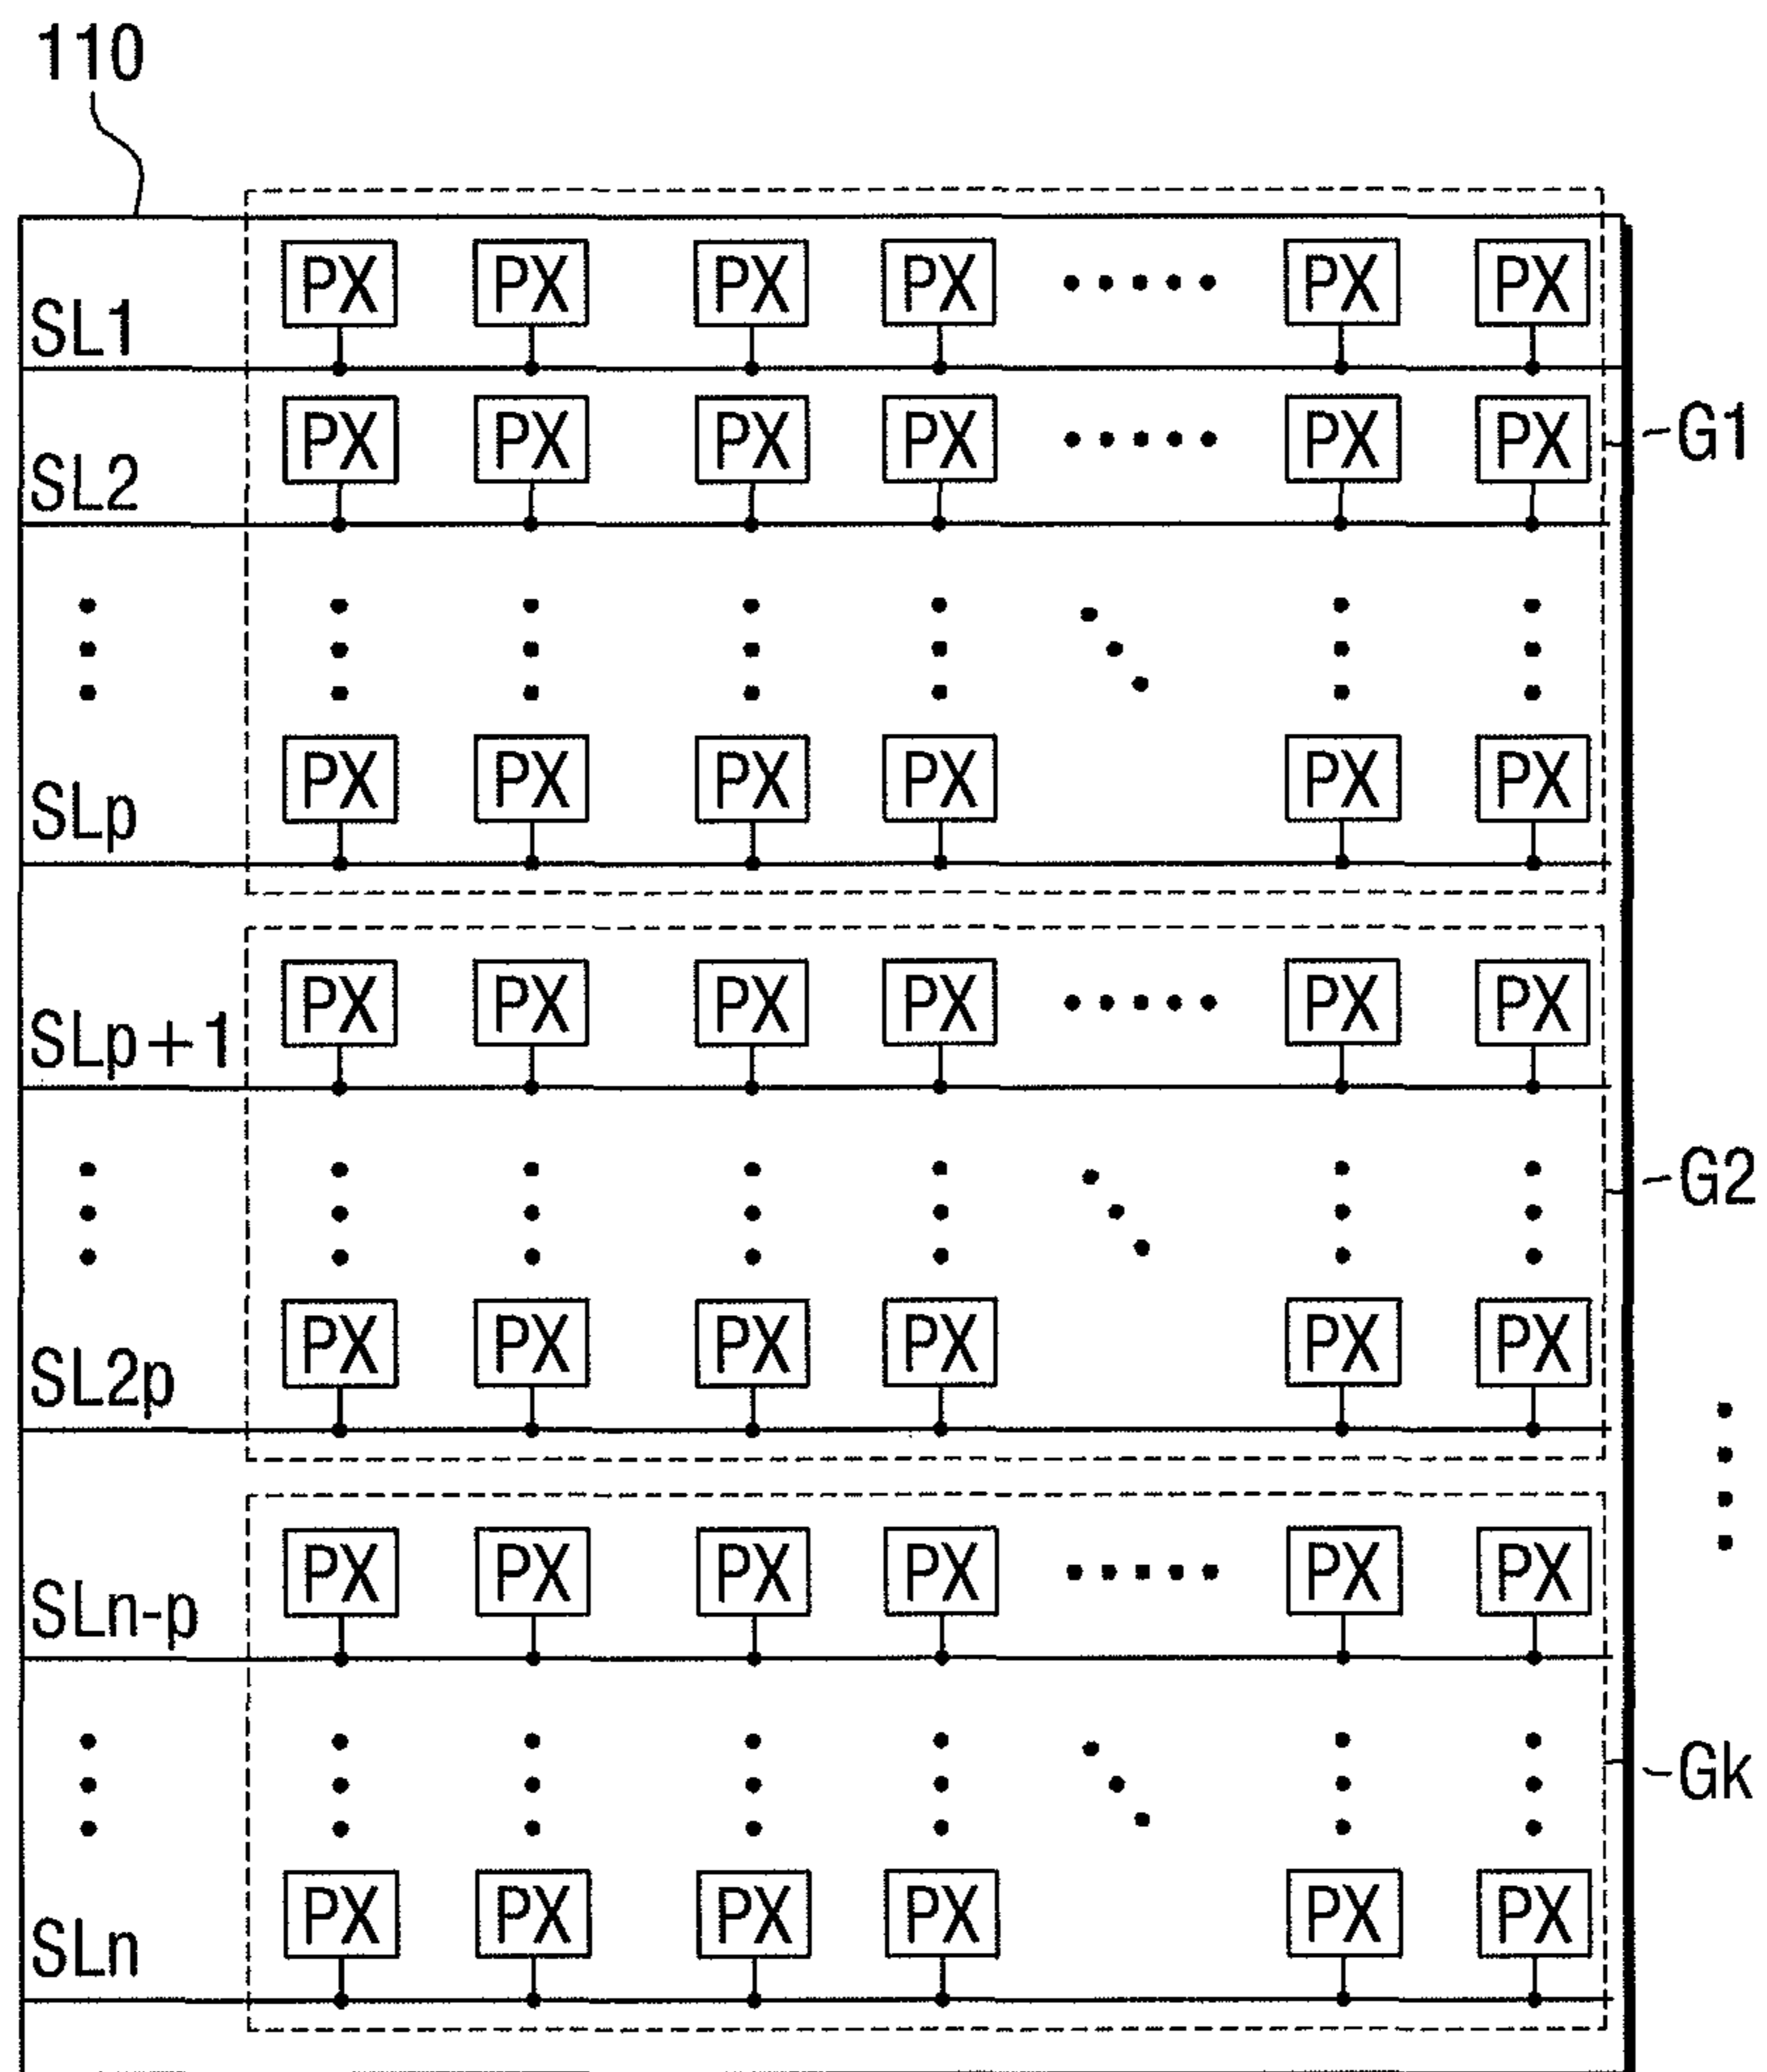 110
SL1 PX PX PX PX ····· PX PX
SL2 PX PX PX PX ····· PX PX
G1
SLp PX PX PX PX PX PX
SLp+1 PX PX PX PX ····· PX PX
G2
SL2p PX PX PX PX PX PX
SLn-p PX PX PX PX ····· PX PX
Gk
SLn PX PX PX PX PX PX